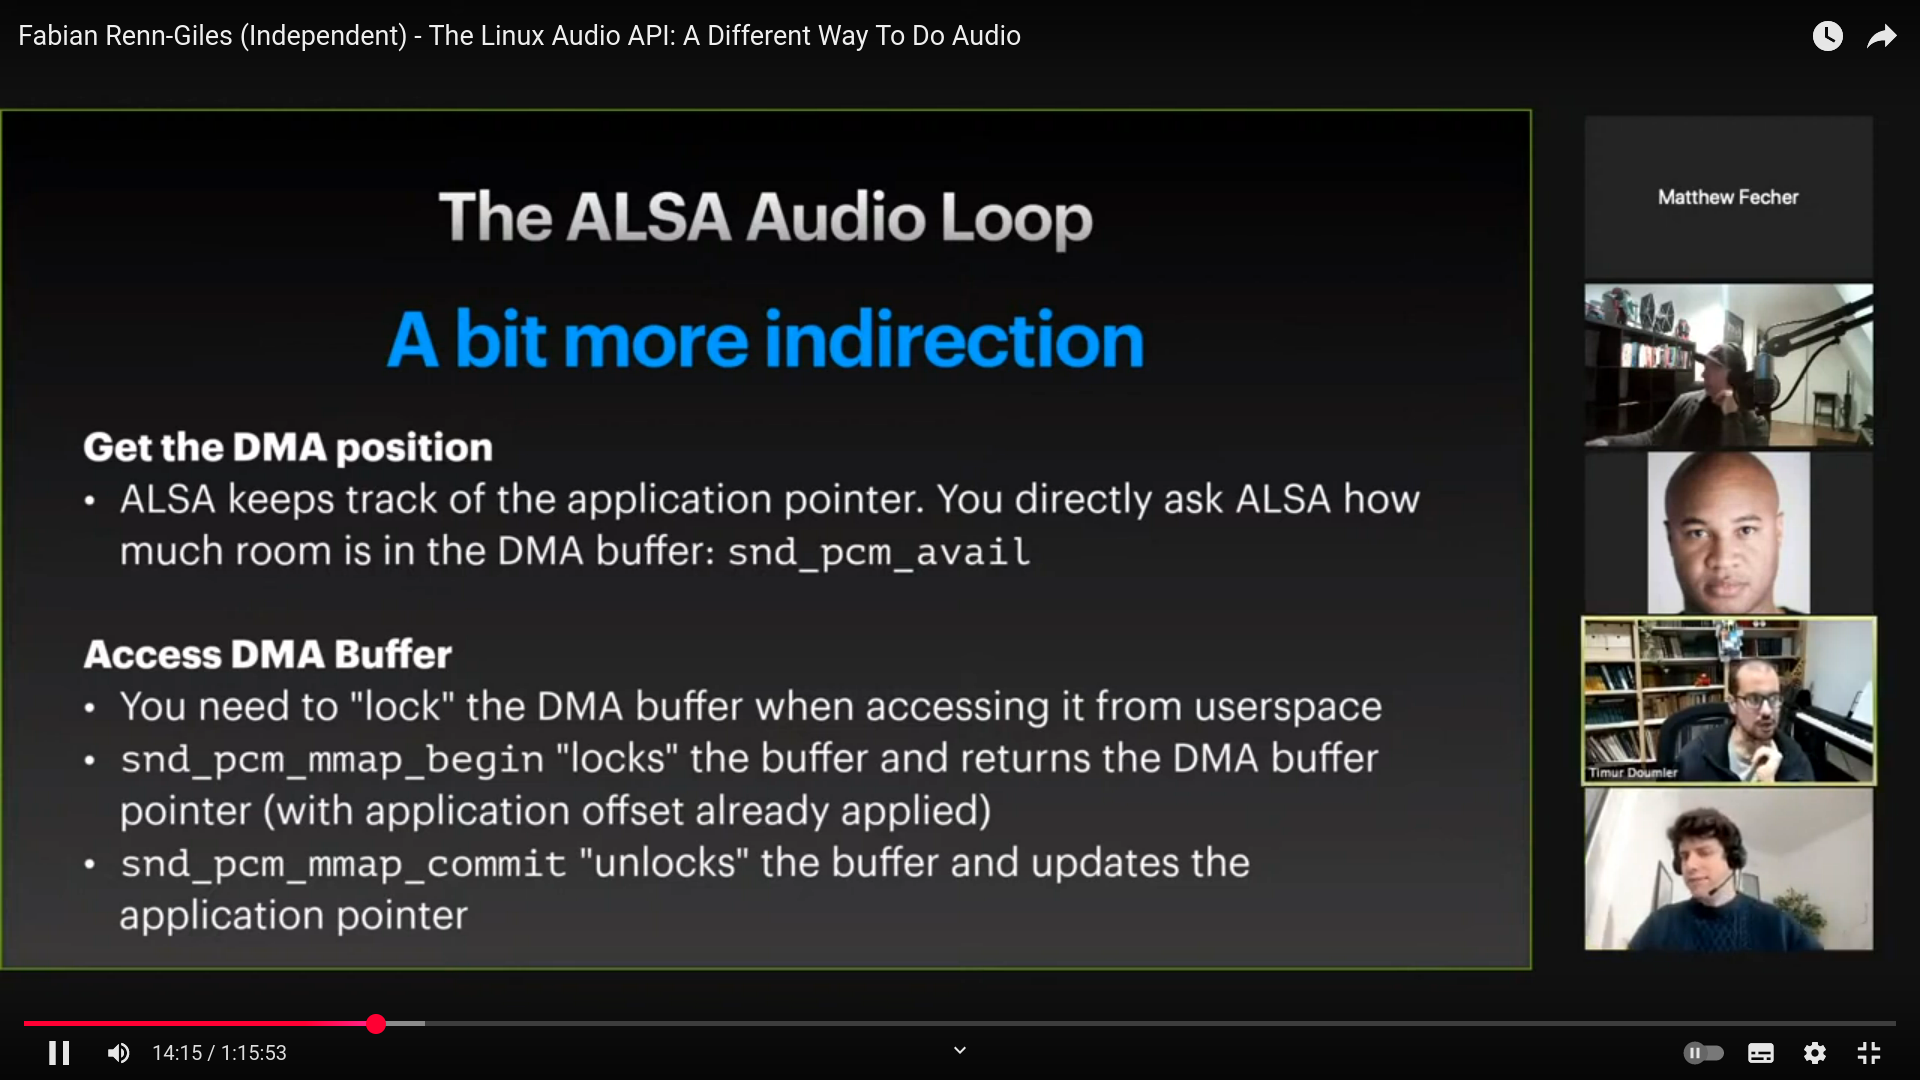 Fabian Renn-Giles (Independent) - The Linux Audio API: A Different Way To Do Audio
The ALSA Audio Loop
A bit more indirection
Get the DMA position
• ALSA keeps track of the application pointer. You directly ask ALSA how
much room is in the DMA buffer: snd_pcm_avail
Access DMA Buffer
• You need to "lock" the DMA buffer when accessing it from userspace
• snd_pcm_mmap_begin "locks" the buffer and returns the DMA buffer
pointer (with application offset already applied)
• snd_pcm_mmap_commit "unlocks" the buffer and updates the
application pointer
Matthew Fecher
Timur Doumler
14:15 / 1:15:53